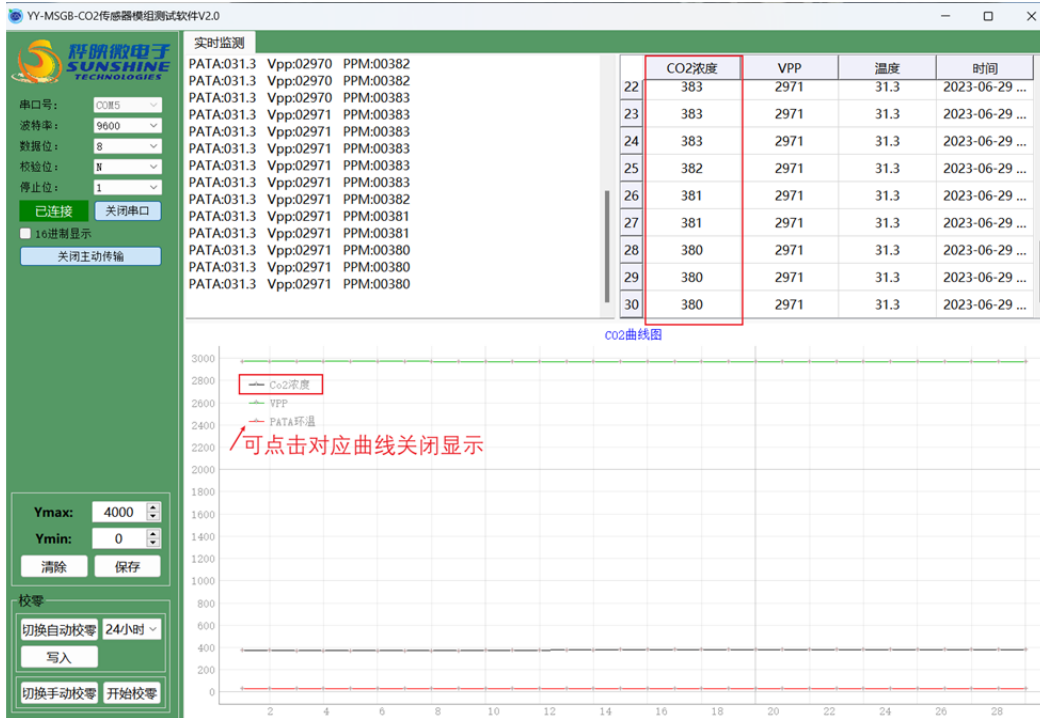 YY-MSGB-CO2传感器模组测试软件V2.0
烨映微电子
SUNSHINE
TECHNOLOGIES
串口号： COM5
波特率： 9600
数据位： 8
校验位： N
停止位： 1
已连接 关闭串口
16进制显示
关闭主动传输
Ymax: 4000
Ymin: 0
清除 保存
校零
切换自动校零 24小时
写入
切换手动校零 开始校零
实时监测
PATA:031.3 Vpp:02970 PPM:00382
PATA:031.3 Vpp:02970 PPM:00382
PATA:031.3 Vpp:02970 PPM:00383
PATA:031.3 Vpp:02971 PPM:00383
PATA:031.3 Vpp:02971 PPM:00383
PATA:031.3 Vpp:02971 PPM:00383
PATA:031.3 Vpp:02971 PPM:00383
PATA:031.3 Vpp:02971 PPM:00383
PATA:031.3 Vpp:02971 PPM:00382
PATA:031.3 Vpp:02971 PPM:00381
PATA:031.3 Vpp:02971 PPM:00381
PATA:031.3 Vpp:02971 PPM:00380
PATA:031.3 Vpp:02971 PPM:00380
PATA:031.3 Vpp:02971 PPM:00380
CO2浓度 VPP 温度 时间
22 383 2971 31.3 2023-06-29 ...
23 383 2971 31.3 2023-06-29 ...
24 383 2971 31.3 2023-06-29 ...
25 382 2971 31.3 2023-06-29 ...
26 381 2971 31.3 2023-06-29 ...
27 381 2971 31.3 2023-06-29 ...
28 380 2971 31.3 2023-06-29 ...
29 380 2971 31.3 2023-06-29 ...
30 380 2971 31.3 2023-06-29 ...
CO2曲线图
3000
2800
2600
2400
2200
2000
1800
1600
1400
1200
1000
800
600
400
200
0
Co2浓度
VPP
PATA环温
可点击对应曲线关闭显示
2 4 6 8 10 12 14 16 18 20 22 24 26 28